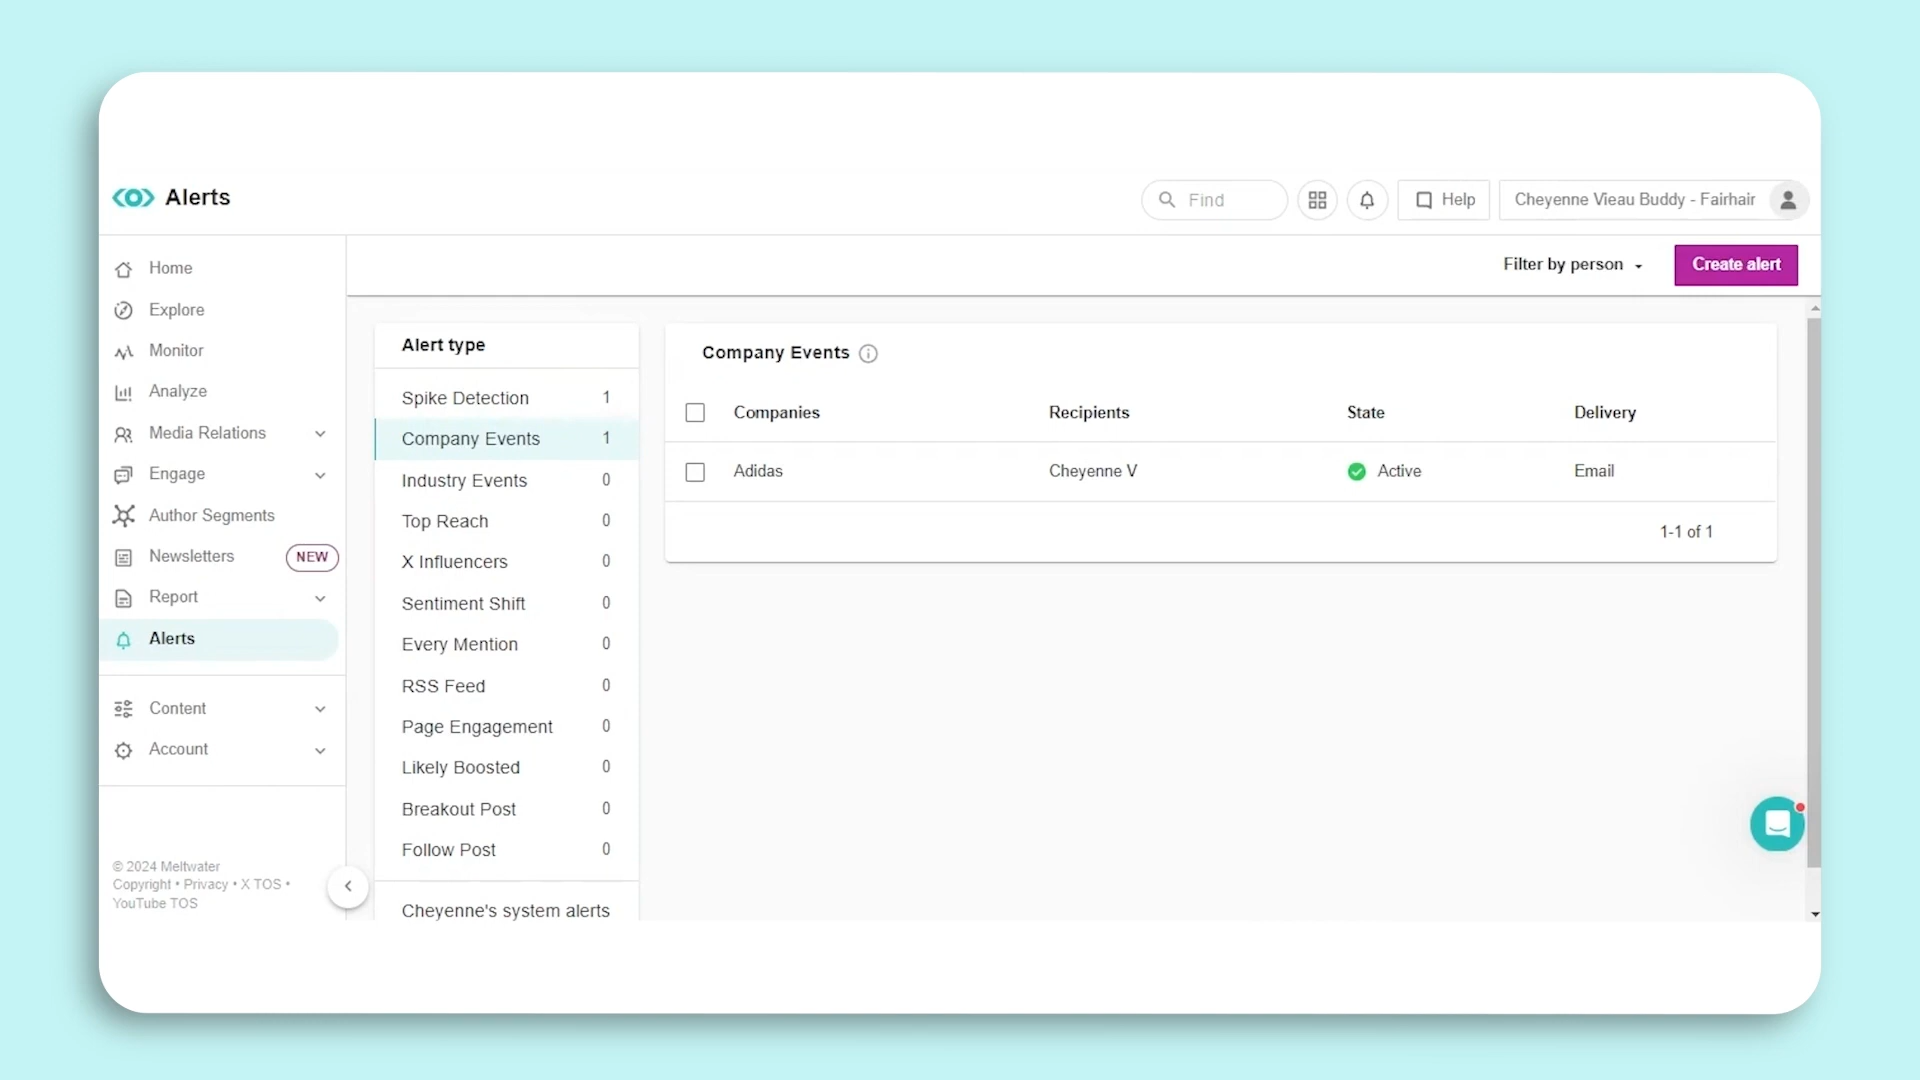 Alerts
Find
Help
Cheyenne Vieau Buddy - Fairhair
Home
Explore
Monitor
Analyze
Media Relations
Engage
Author Segments
Newsletters NEW
Report
Alerts
Content
Account
© 2024 Meltwater
Copyright • Privacy • X TOS •
YouTube TOS
Filter by person
Create alert
Alert type
Spike Detection 1
Company Events 1
Industry Events 0
Top Reach 0
X Influencers 0
Sentiment Shift 0
Every Mention 0
RSS Feed 0
Page Engagement 0
Likely Boosted 0
Breakout Post 0
Follow Post 0
Cheyenne's system alerts
Company Events
Companies Recipients State Delivery
Adidas Cheyenne V Active Email
1-1 of 1